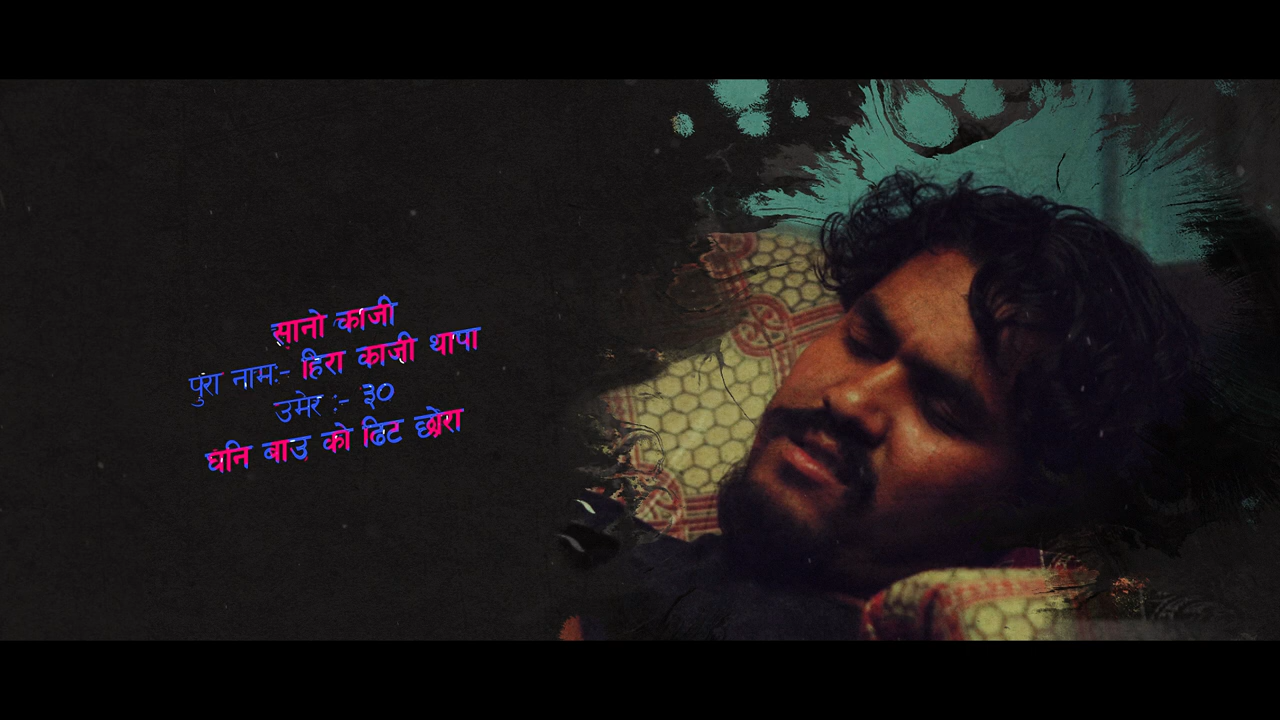 सानो काजी
पुरा नाम:- हिरा काजी थापा
उमेर :- ३०
घनि बाउ को ढिट छोरा